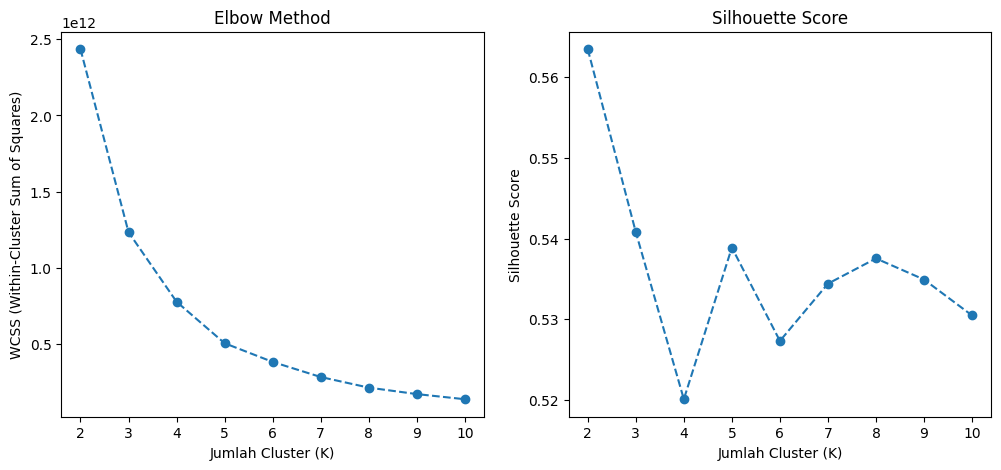 Elbow Method
1e12
2.5
2.0
1.5
1.0
0.5
WCSS (Within-Cluster Sum of Squares)
2 3 4 5 6 7 8 9 10
Jumlah Cluster (K)
Silhouette Score
0.56
0.55
0.54
0.53
0.52
Silhouette Score
2 3 4 5 6 7 8 9 10
Jumlah Cluster (K)